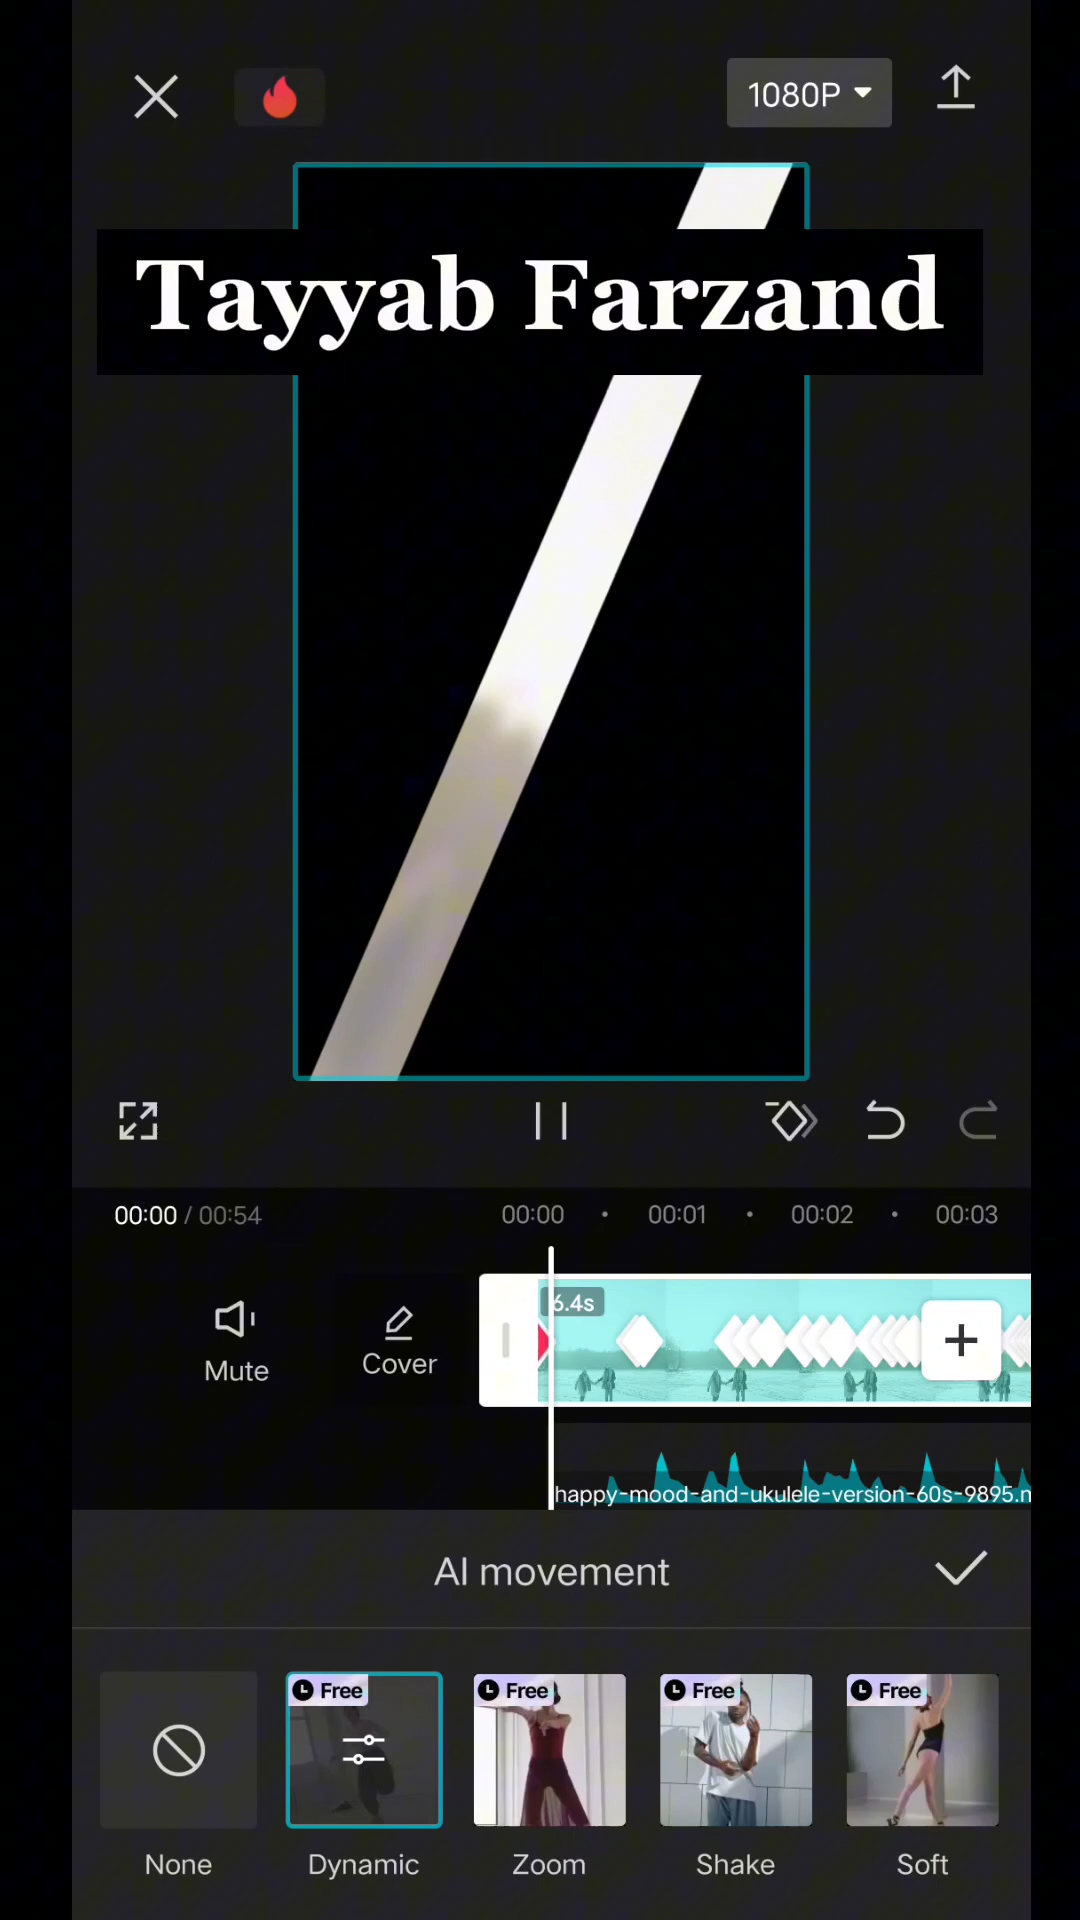 1080P
Tayyab Farzand
00:00 / 00:54
00:00 • 00:01 • 00:02 • 00:03
6.4s
Mute
Cover
happy-mood-and-ukulele-version-60s-9895.m
AI movement
Free Free Free Free
None Dynamic Zoom Shake Soft